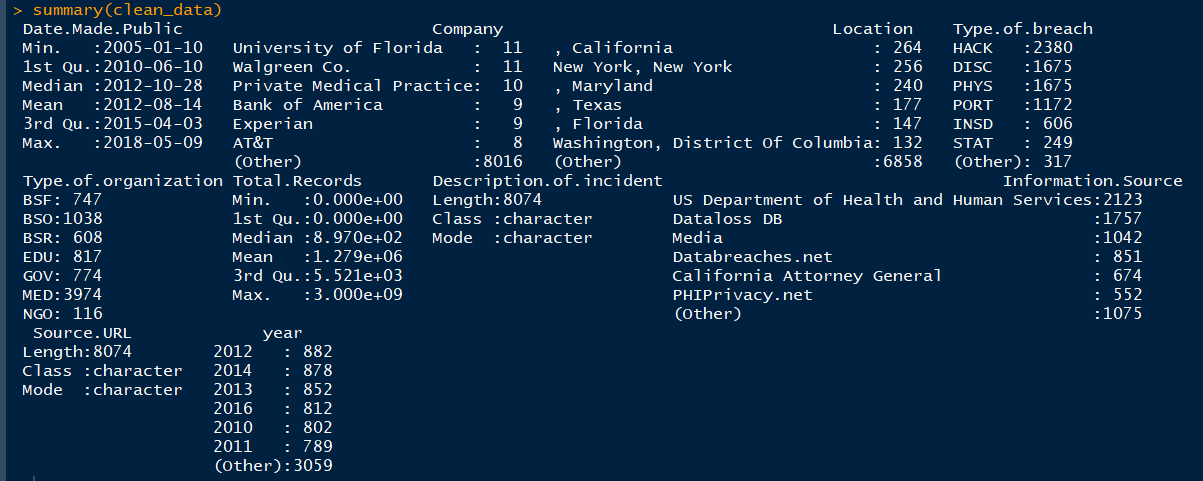 > summary(clean_data)
Date.Made.Public Company Location Type.of.breach
Min. :2005-01-10 University of Florida : 11 , California : 264 HACK :2380
1st Qu.:2010-06-10 Walgreen Co. : 11 New York, New York : 256 DISC :1675
Median :2012-10-28 Private Medical Practice: 10 , Maryland : 240 PHYS :1675
Mean :2012-08-14 Bank of America : 9 , Texas : 177 PORT :1172
3rd Qu.:2015-04-03 Experian : 9 , Florida : 147 INSD : 606
Max. :2018-05-09 AT&T : 8 Washington, District Of Columbia: 132 STAT : 249
(Other) :8016 (Other) :6858 (Other): 317
Type.of.organization Total.Records Description.of.incident Information.Source
BSF: 747 Min. :0.000e+00 Length:8074 US Department of Health and Human Services:2123
BSO:1038 1st Qu.:0.000e+00 Class :character Dataloss DB :1757
BSR: 608 Median :8.970e+02 Mode :character Media :1042
EDU: 817 Mean :1.279e+06 Databreaches.net : 851
GOV: 774 3rd Qu.:5.521e+03 California Attorney General : 674
MED:3974 Max. :3.000e+09 PHIPrivacy.net : 552
NGO: 116 (Other) :1075
Source.URL year
Length:8074 2012 : 882
Class :character 2014 : 878
Mode :character 2013 : 852
2016 : 812
2010 : 802
2011 : 789
(Other):3059